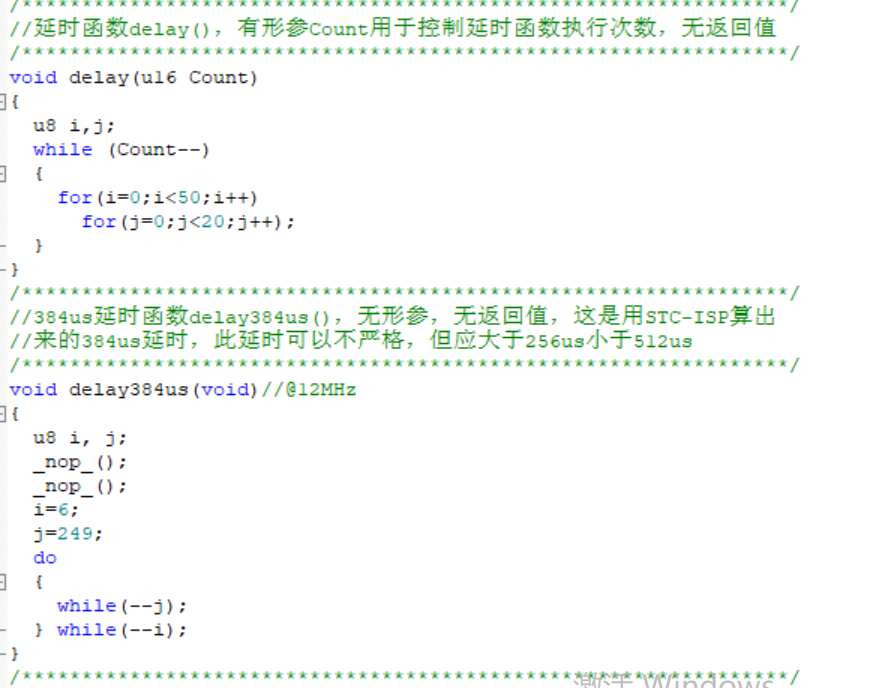 /****************************************************************/
//延时函数delay()，有形参Count用于控制延时函数执行次数，无返回值
/****************************************************************/
void delay(u16 Count)
{
  u8 i,j;
  while (Count--)
  {
    for(i=0;i<50;i++)
      for(j=0;j<20;j++);
  }
}
/****************************************************************/
//384us延时函数delay384us()，无形参，无返回值，这是用STC-ISP算出
//来的384us延时，此延时可以不严格，但应大于256us小于512us
/****************************************************************/
void delay384us(void)//@12MHz
{
  u8 i, j;
  _nop_();
  _nop_();
  i=6;
  j=249;
  do
  {
    while(--j);
  } while(--i);
}
/****************************************************************/
激活 Windows